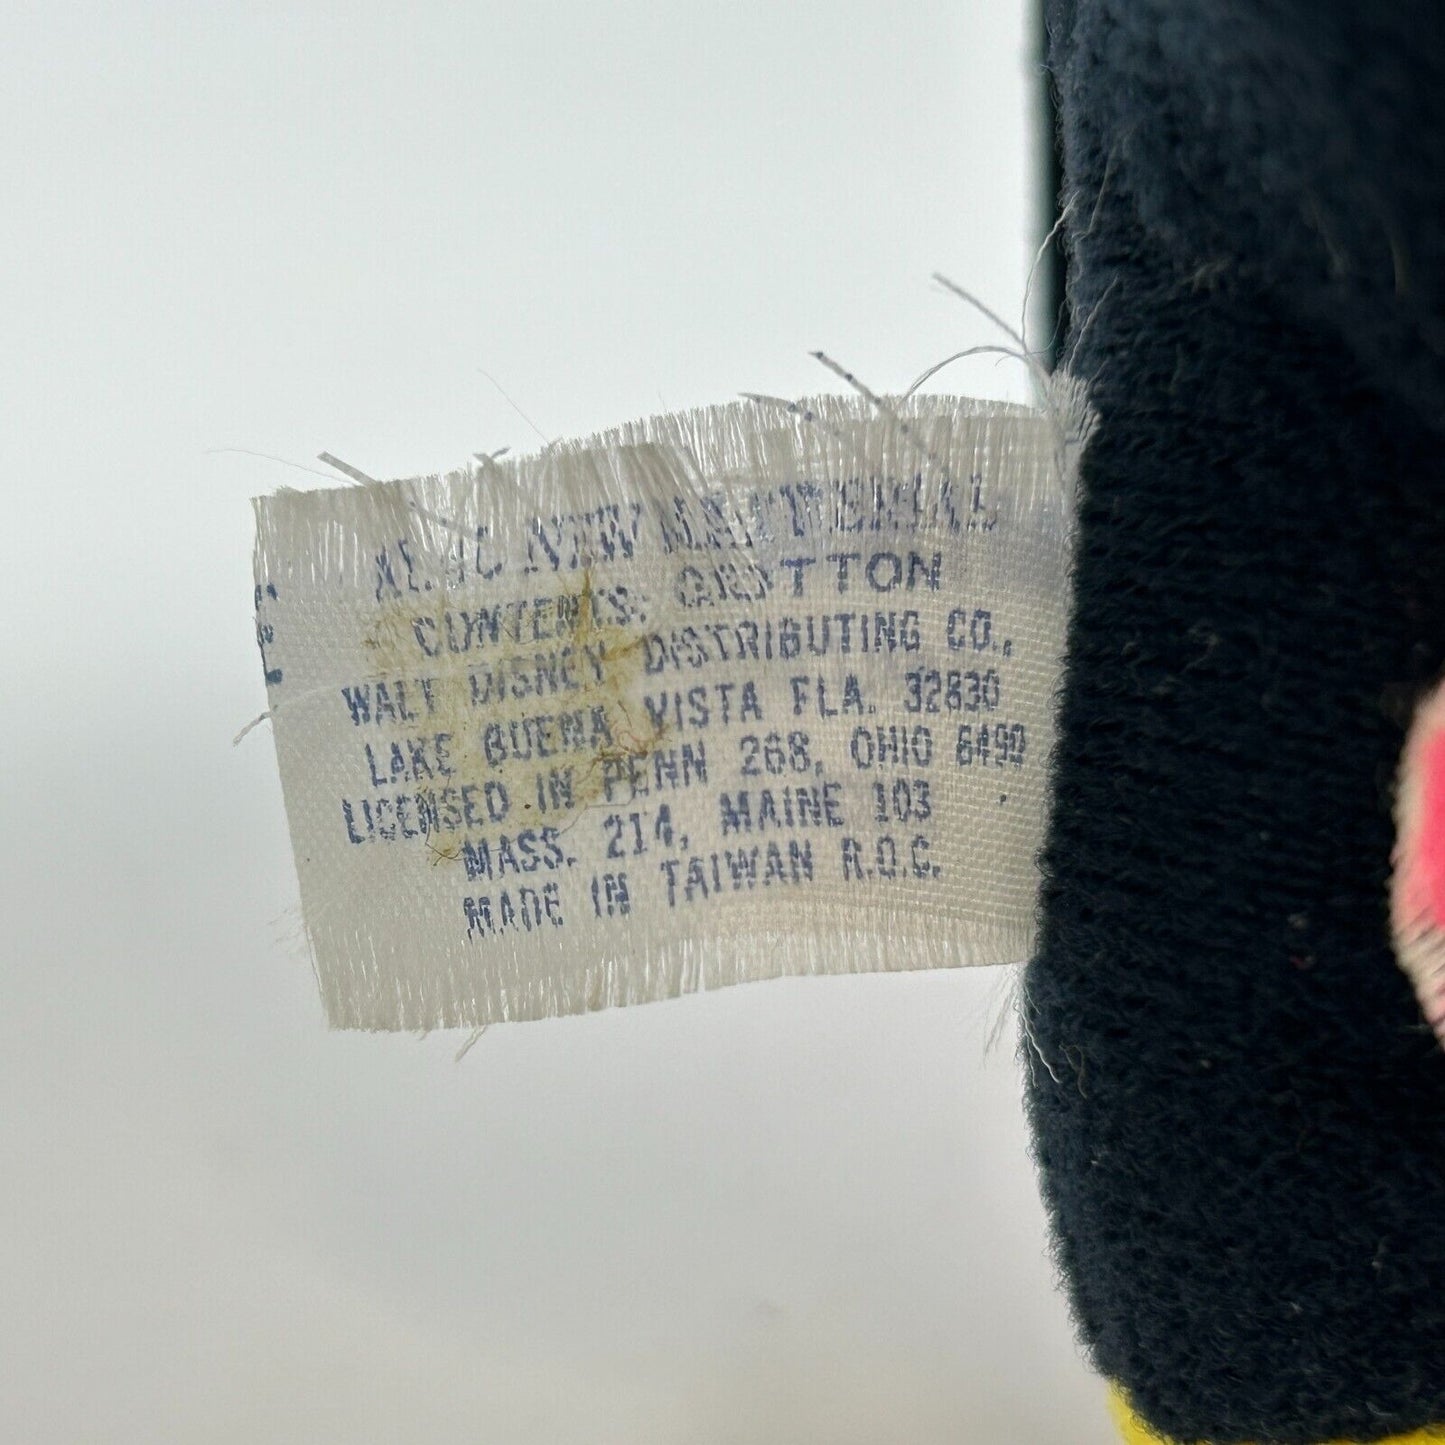 ALL NEW MATERIAL
CONTENTS: COTTON
WALT DISNEY DISTRIBUTING CO.,
LAKE BUENA VISTA FLA. 32830
LICENSED IN PENN 268, OHIO 6490
MASS. 214, MAINE 103
MADE IN TAIWAN R.O.C.